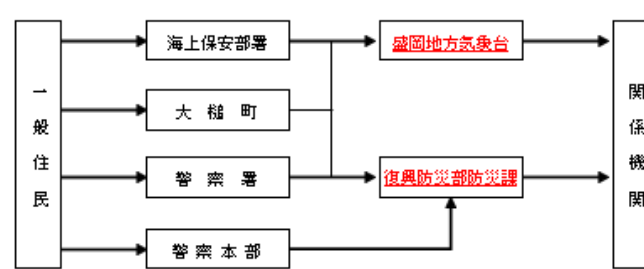 一般住民
海上保安部署
盛岡地方気象台
大槌町
警察署
復興防災部防災課
警察本部
関係機関